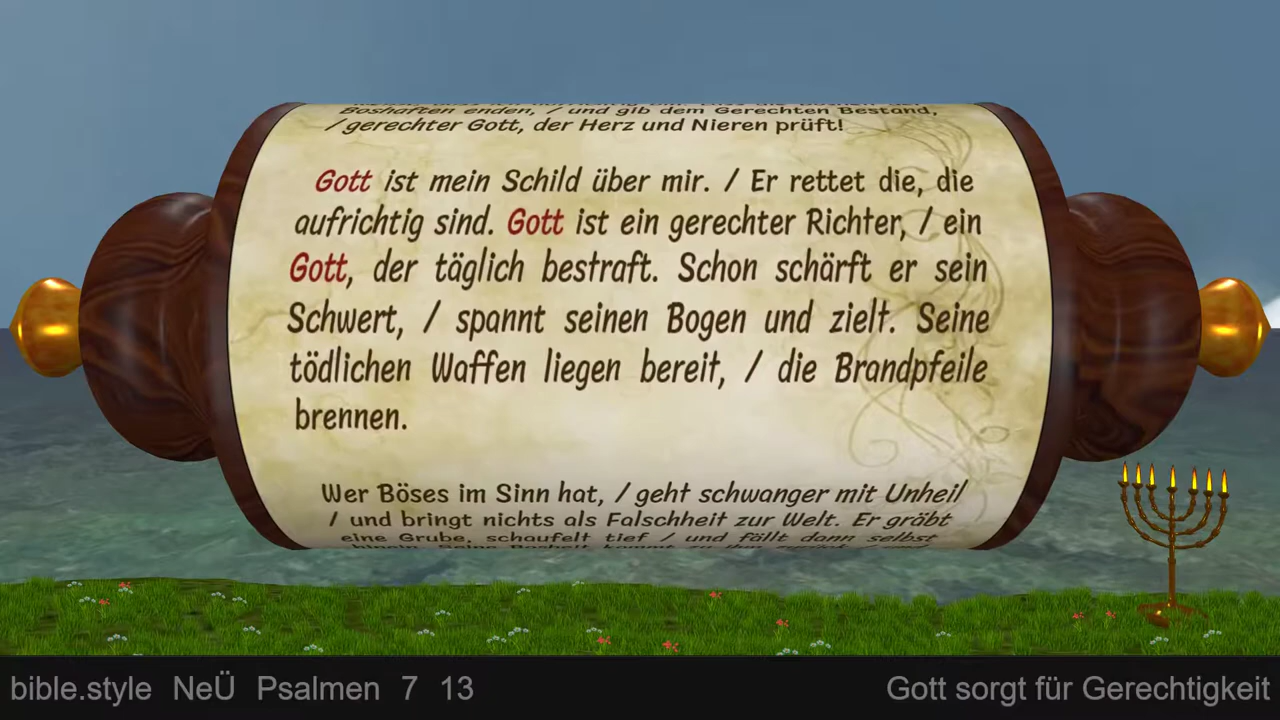 Boshaften enden, / und gib dem Gerechten Bestand,
/ gerechter Gott, der Herz und Nieren prüft!
Gott ist mein Schild über mir. / Er rettet die, die
aufrichtig sind. Gott ist ein gerechter Richter, / ein
Gott, der täglich bestraft. Schon schärft er sein
Schwert, / spannt seinen Bogen und zielt. Seine
tödlichen Waffen liegen bereit, / die Brandpfeile
brennen.
Wer Böses im Sinn hat, / geht schwanger mit Unheil
/ und bringt nichts als Falschheit zur Welt. Er gräbt
eine Grube, schaufelt tief / und fällt dann selbst
bible.style NeÜ Psalmen 7 13
Gott sorgt für Gerechtigkeit